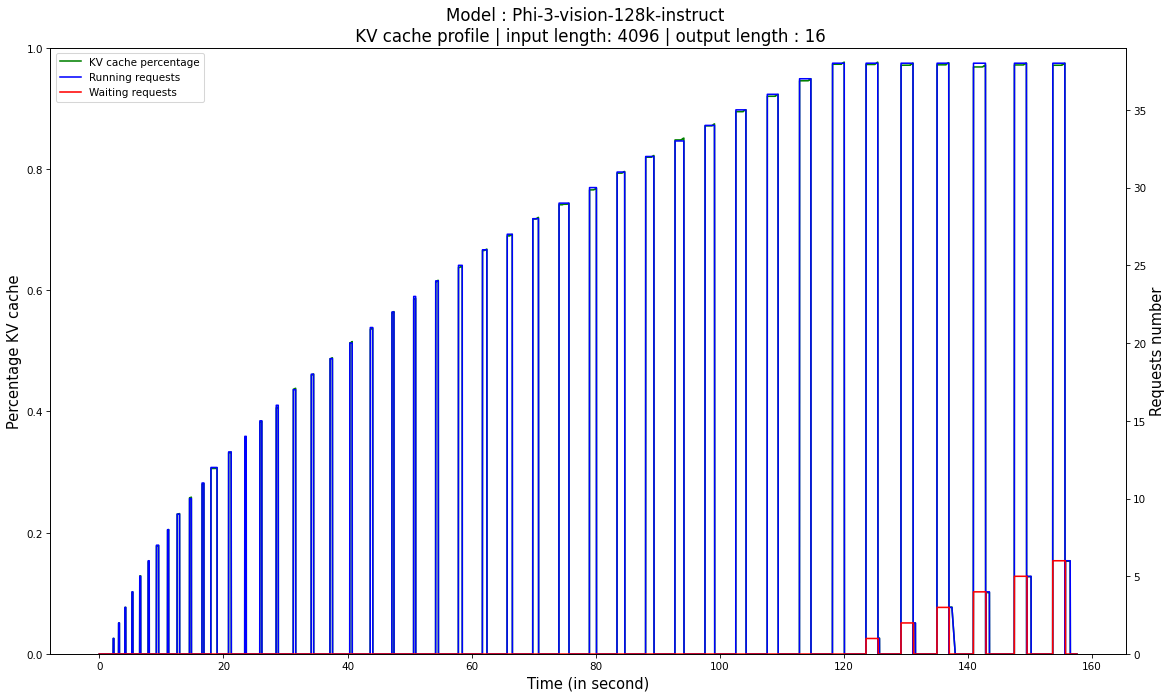 Model : Phi-3-vision-128k-instruct
KV cache profile | input length: 4096 | output length : 16
KV cache percentage
Running requests
Waiting requests
Percentage KV cache
1.0
0.8
0.6
0.4
0.2
0.0
35
30
25
20
15
10
5
0
Requests number
0 20 40 60 80 100 120 140 160
Time (in second)